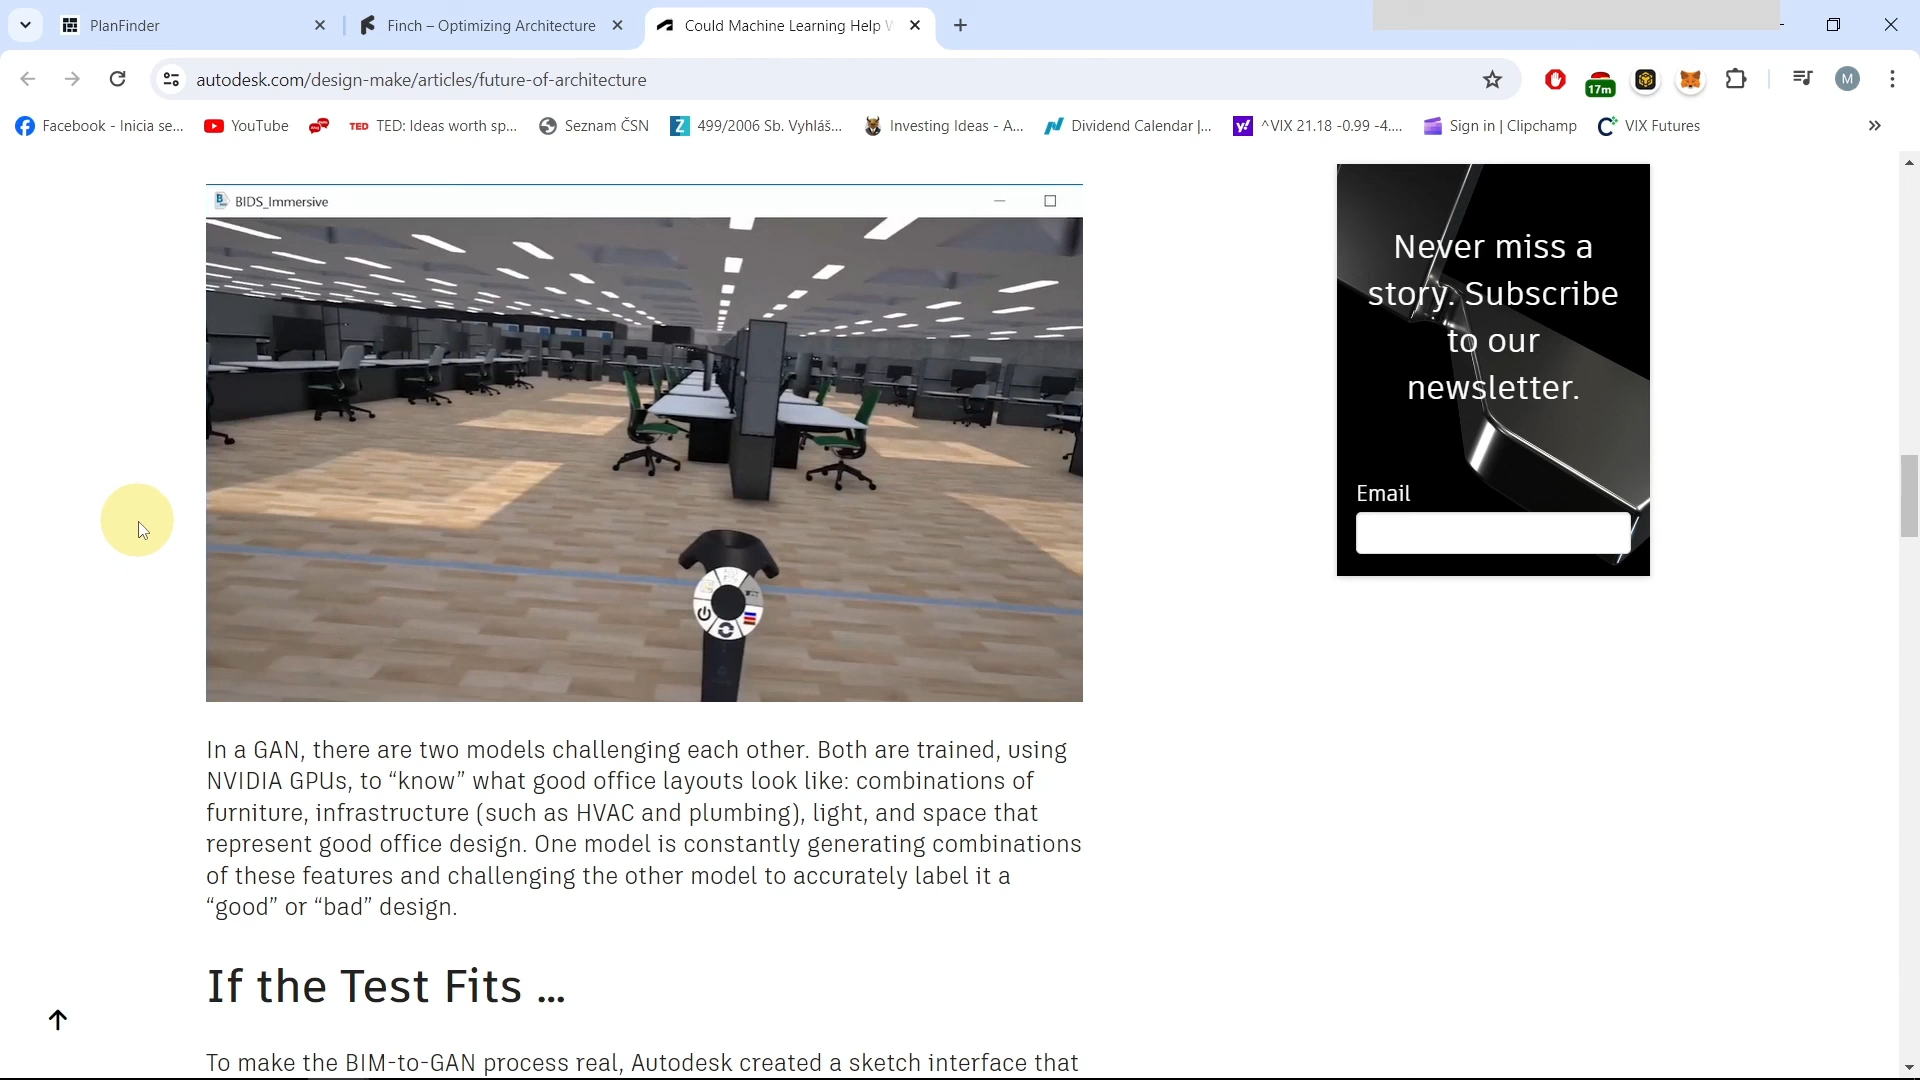 PlanFinder
Finch – Optimizing Architecture
Could Machine Learning Help
autodesk.com/design-make/articles/future-of-architecture
17m
M
Facebook - Inicia se...
YouTube
TED
TED: Ideas worth sp...
Seznam ČSN
Z
499/2006 Sb. Vyhláš...
Investing Ideas - A...
Dividend Calendar |...
y!
^VIX 21.18 -0.99 -4....
Sign in | Clipchamp
VIX Futures
BIDS_Immersive
Never miss a
story. Subscribe
to our
newsletter.
Email
In a GAN, there are two models challenging each other. Both are trained, using
NVIDIA GPUs, to “know” what good office layouts look like: combinations of
furniture, infrastructure (such as HVAC and plumbing), light, and space that
represent good office design. One model is constantly generating combinations
of these features and challenging the other model to accurately label it a
“good” or “bad” design.
If the Test Fits ...
To make the BIM-to-GAN process real, Autodesk created a sketch interface that